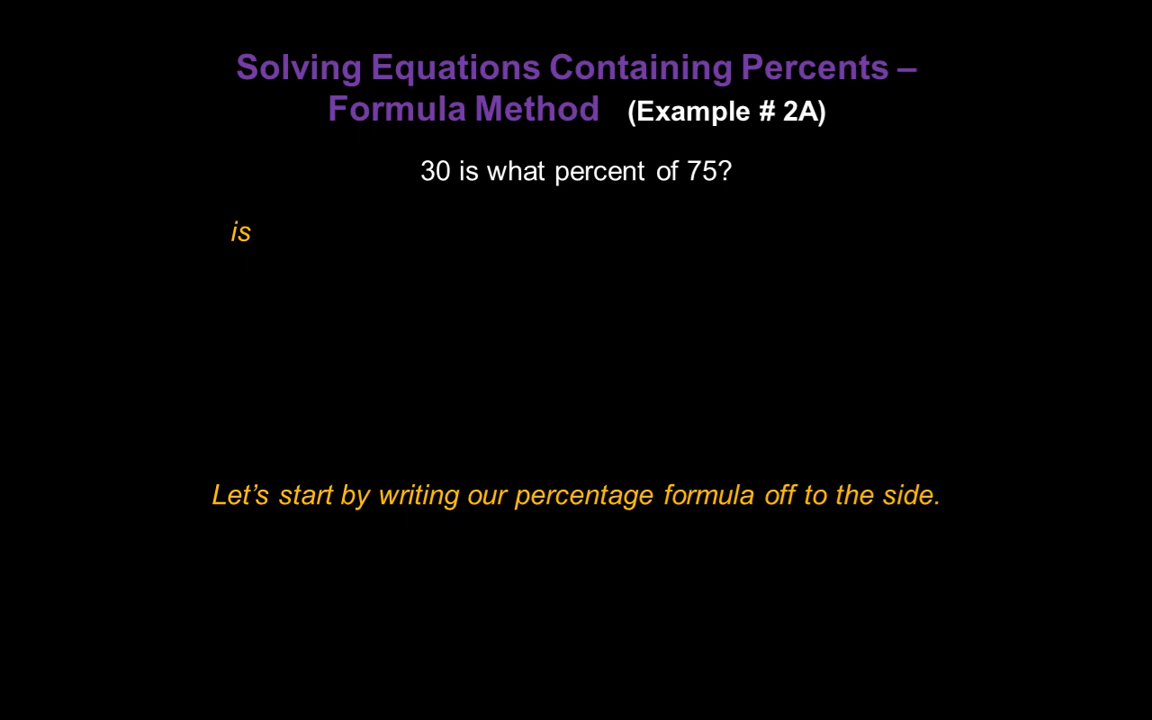 Solving Equations Containing Percents –
Formula Method (Example # 2A)
30 is what percent of 75?
is
Let’s start by writing our percentage formula off to the side.